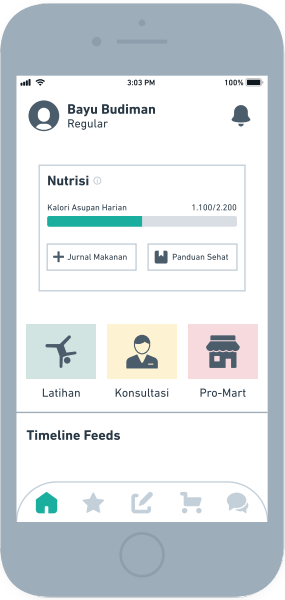 3:03 PM
100%
Bayu Budiman
Regular
Nutrisi
Kalori Asupan Harian 1.100/2.200
Jurnal Makanan Panduan Sehat
Latihan Konsultasi Pro-Mart
Timeline Feeds